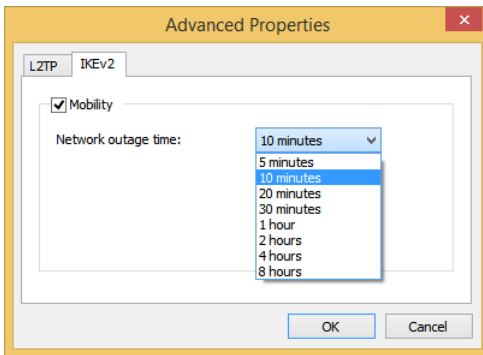 Advanced Properties
L2TP IKEv2
Mobility
Network outage time: 10 minutes
5 minutes
10 minutes
20 minutes
30 minutes
1 hour
2 hours
4 hours
8 hours
OK Cancel